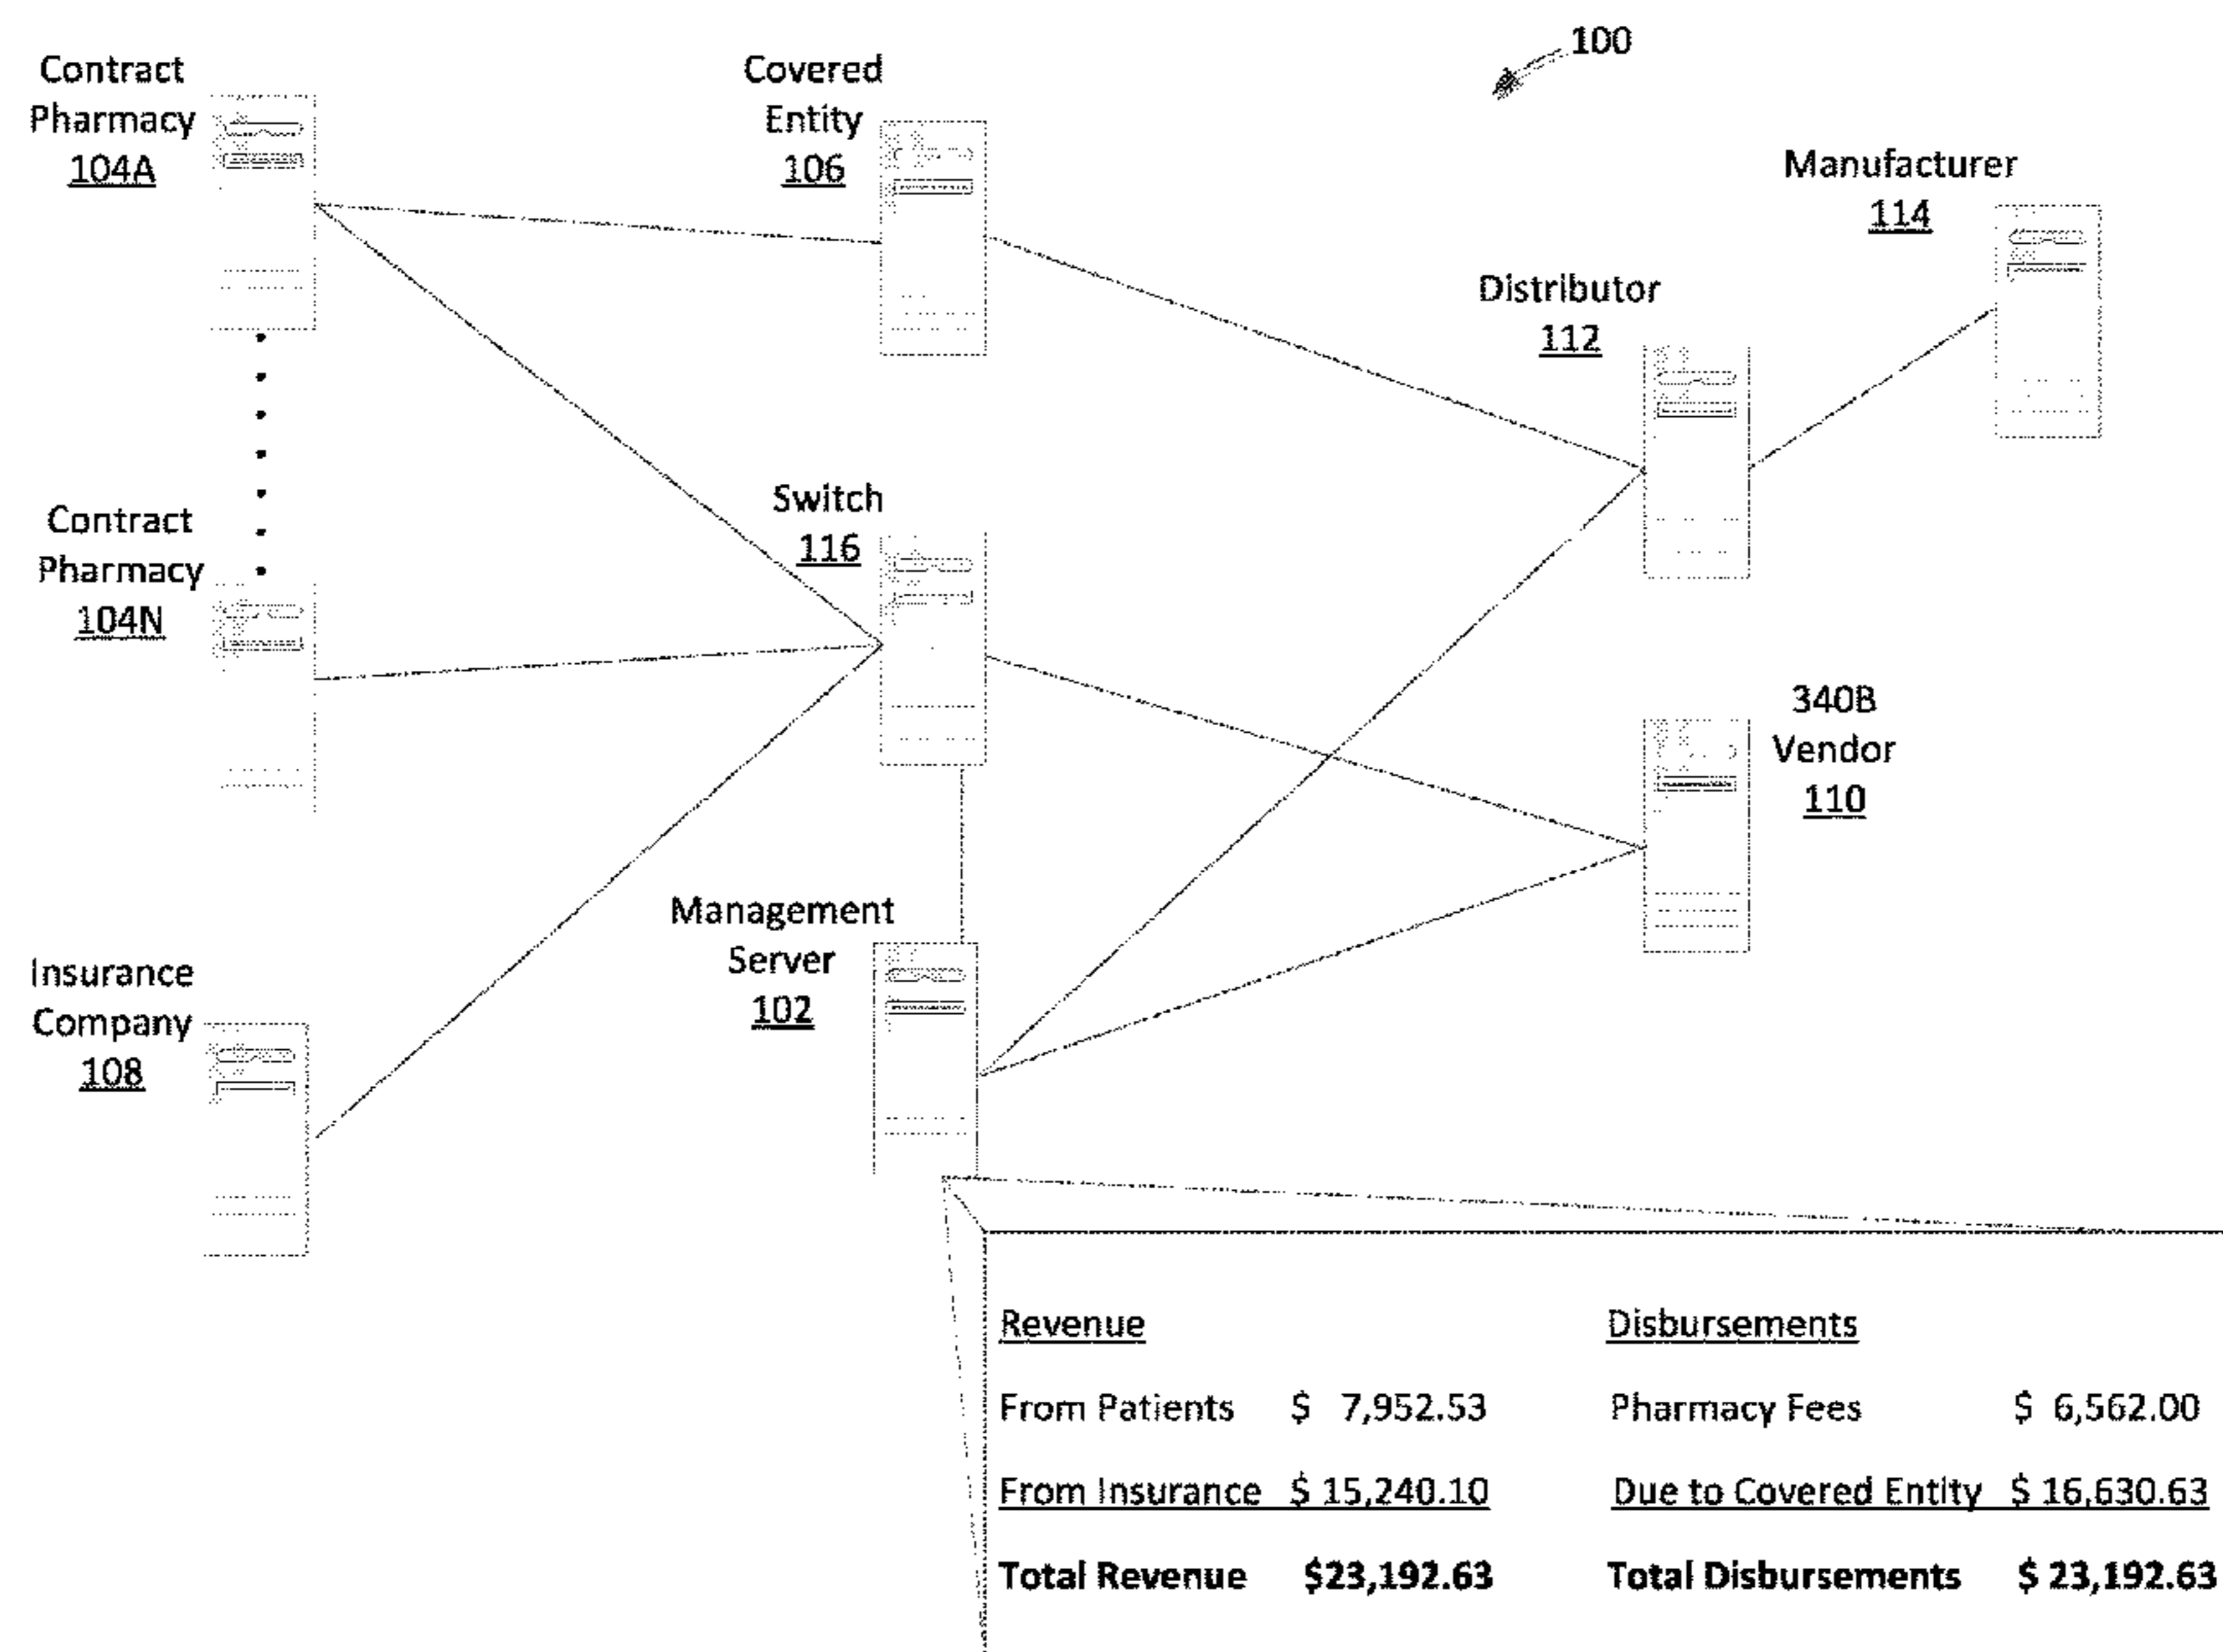 100
Contract
Pharmacy
104A
Covered
Entity
106
Manufacturer
114
Distributor
112
Contract
Pharmacy
104N
Switch
116
340B
Vendor
110
Insurance
Company
108
Management
Server
102
Revenue Disbursements
From Patients $ 7,952.53 Pharmacy Fees $ 6,562.00
From Insurance $ 15,240.10 Due to Covered Entity $ 16,630.63
Total Revenue $23,192.63 Total Disbursements $ 23,192.63